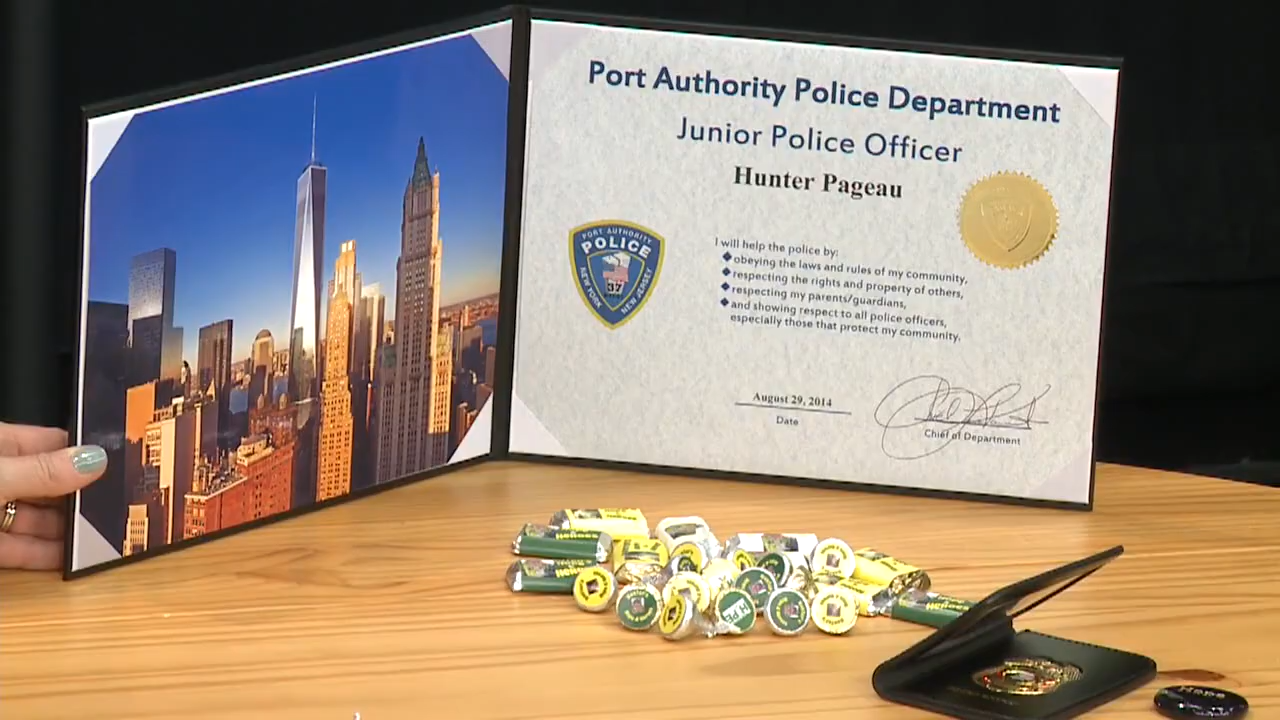 Port Authority Police Department
Junior Police Officer
Hunter Pageau
PORT AUTHORITY
POLICE
37
NEW YORK NEW JERSEY
I will help the police by:
◆obeying the laws and rules of my community,
◆respecting the rights and property of others,
◆respecting my parents/guardians,
◆and showing respect to all police officers,
especially those that protect my community.
August 29, 2014
Date
Chief of Department